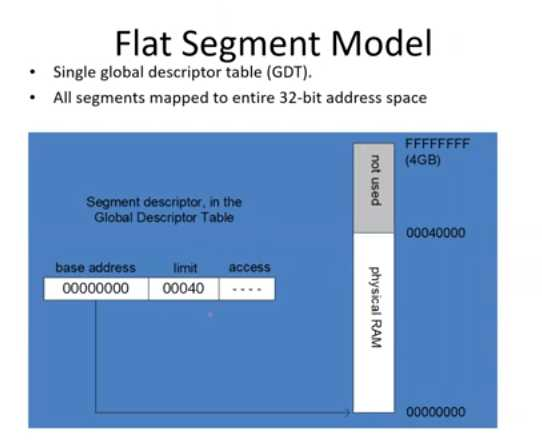 Flat Segment Model
• Single global descriptor table (GDT).
• All segments mapped to entire 32-bit address space
FFFFFFFF
(4GB)
not used
Segment descriptor, in the
Global Descriptor Table
00040000
base address limit access
00000000 00040 ----
physical RAM
00000000